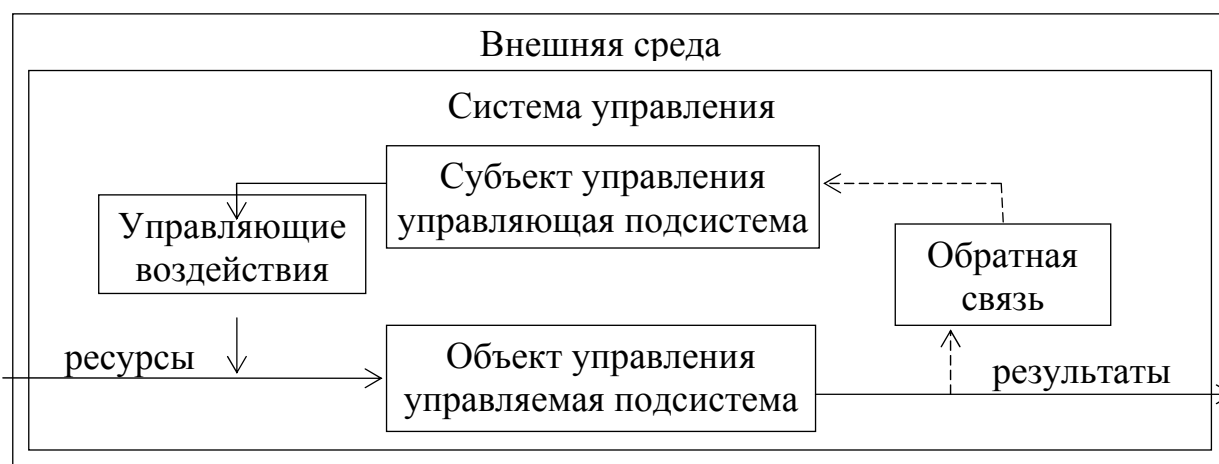 Внешняя среда
Система управления
Субъект управления
управляющая подсистема
Управляющие
воздействия
Обратная
связь
ресурсы
Объект управления
управляемая подсистема
результаты